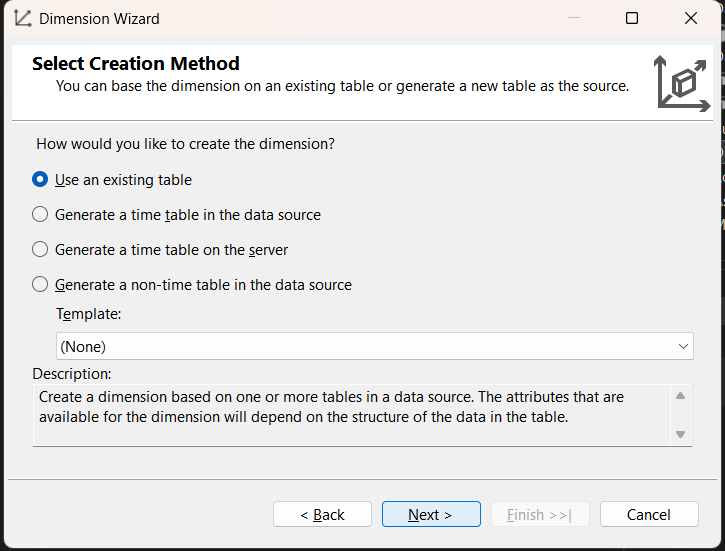 Dimension Wizard
Select Creation Method
You can base the dimension on an existing table or generate a new table as the source.
How would you like to create the dimension?
Use an existing table
Generate a time table in the data source
Generate a time table on the server
Generate a non-time table in the data source
Template:
(None)
Description:
Create a dimension based on one or more tables in a data source. The attributes that are
available for the dimension will depend on the structure of the data in the table.
< Back
Next >
Finish >>|
Cancel